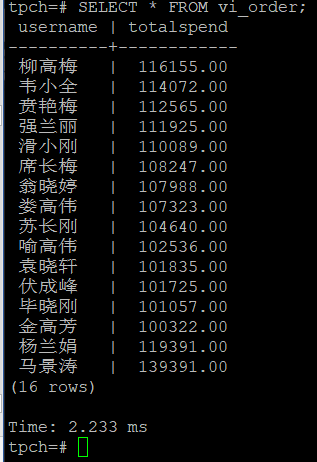 tpch=# SELECT * FROM vi_order;
username | totalspend
----------+------------
柳高梅 | 116155.00
韦小全 | 114072.00
贲艳梅 | 112565.00
强兰丽 | 111925.00
滑小刚 | 110089.00
席长梅 | 108247.00
翁晓婷 | 107988.00
娄高伟 | 107323.00
苏长刚 | 104640.00
喻高伟 | 102536.00
袁晓轩 | 101835.00
伏成峰 | 101725.00
毕晓刚 | 101057.00
金高芳 | 100322.00
杨兰娟 | 119391.00
马景涛 | 139391.00
(16 rows)
Time: 2.233 ms
tpch=#